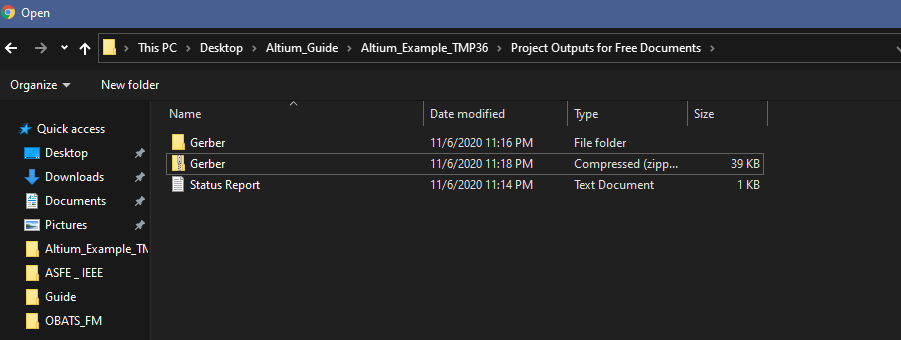 Open
This PC > Desktop > Altium_Guide > Altium_Example_TMP36 > Project Outputs for Free Documents >
Organize New folder
Name Date modified Type Size
Quick access
Desktop
Downloads
Documents
Pictures
Altium_Example_TM
ASFE _ IEEE
Guide
OBATS_FM
Gerber 11/6/2020 11:16 PM File folder
Gerber 11/6/2020 11:18 PM Compressed (zipp... 39 KB
Status Report 11/6/2020 11:14 PM Text Document 1 KB